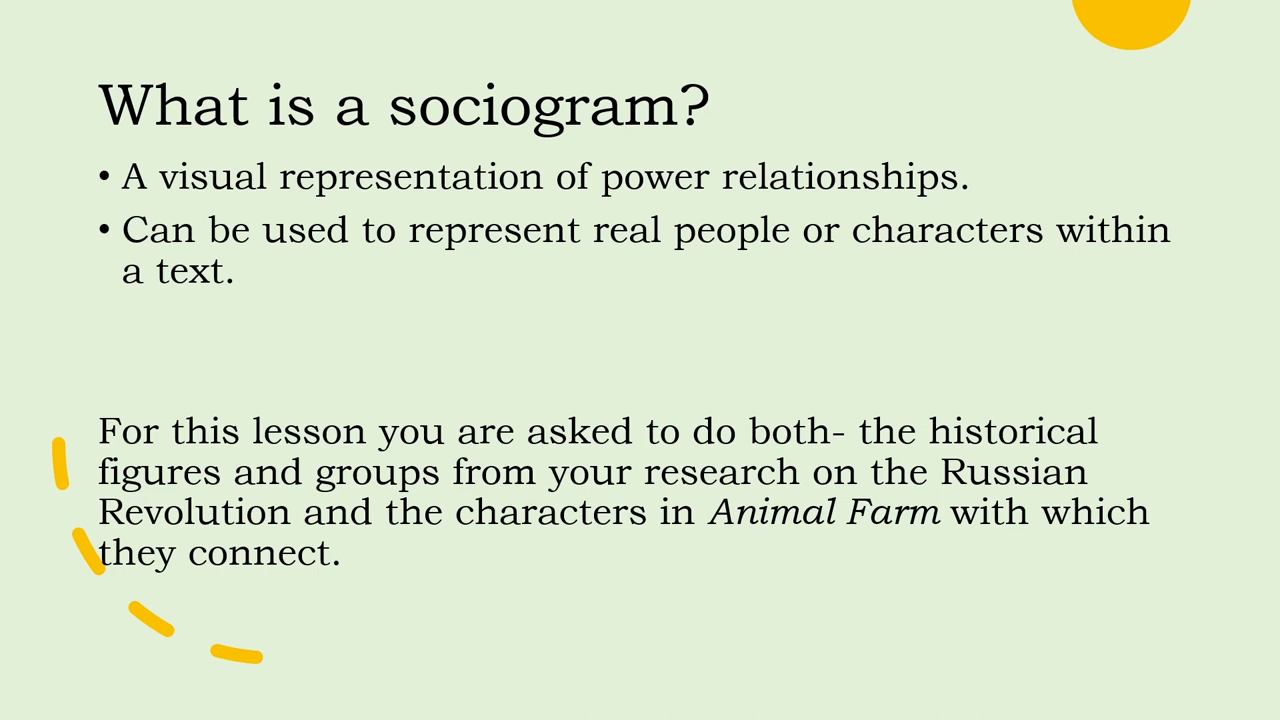 What is a sociogram?
• A visual representation of power relationships.
• Can be used to represent real people or characters within
a text.
For this lesson you are asked to do both- the historical
figures and groups from your research on the Russian
Revolution and the characters in Animal Farm with which
they connect.